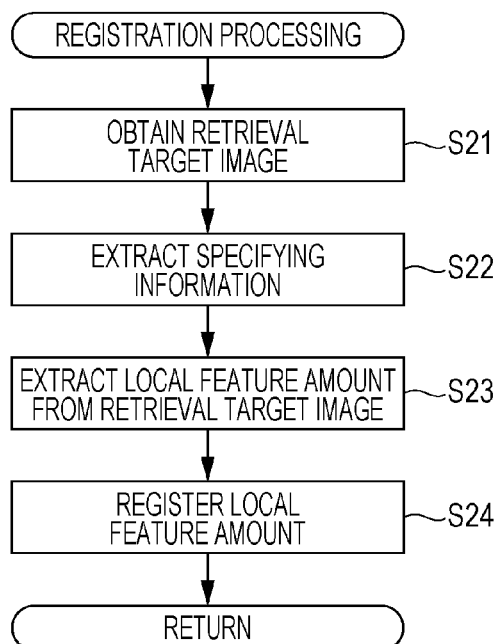 REGISTRATION PROCESSING
OBTAIN RETRIEVAL
TARGET IMAGE
S21
EXTRACT SPECIFYING
INFORMATION
S22
EXTRACT LOCAL FEATURE AMOUNT
FROM RETRIEVAL TARGET IMAGE
S23
REGISTER LOCAL
FEATURE AMOUNT
S24
RETURN